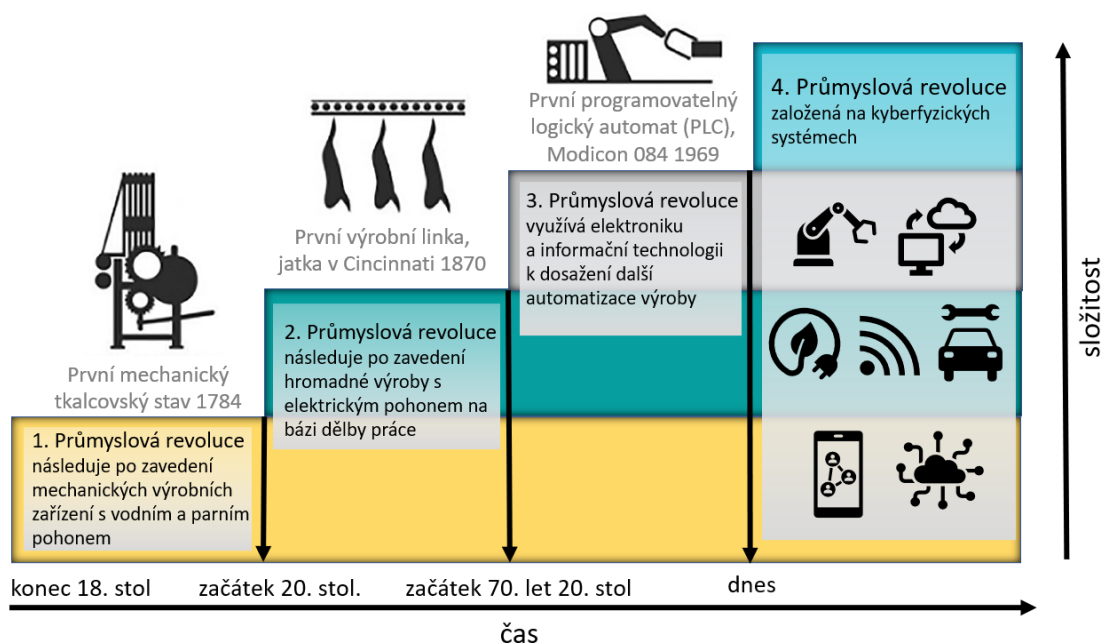 První mechanický
tkalcovský stav 1784
První výrobní linka,
jatka v Cincinnati 1870
První programovatelný
logický automat (PLC),
Modicon 084 1969
1. Průmyslová revoluce
následuje po zavedení
mechanických výrobních
zařízení s vodním a parním
pohonem
2. Průmyslová revoluce
následuje po zavedení
hromadné výroby s
elektrickým pohonem na
bázi dělby práce
3. Průmyslová revoluce
využívá elektroniku
a informační technologii
k dosažení další
automatizace výroby
4. Průmyslová revoluce
založená na kyberfyzických
systémech
složitost
konec 18. stol
začátek 20. stol.
začátek 70. let 20. stol
dnes
čas